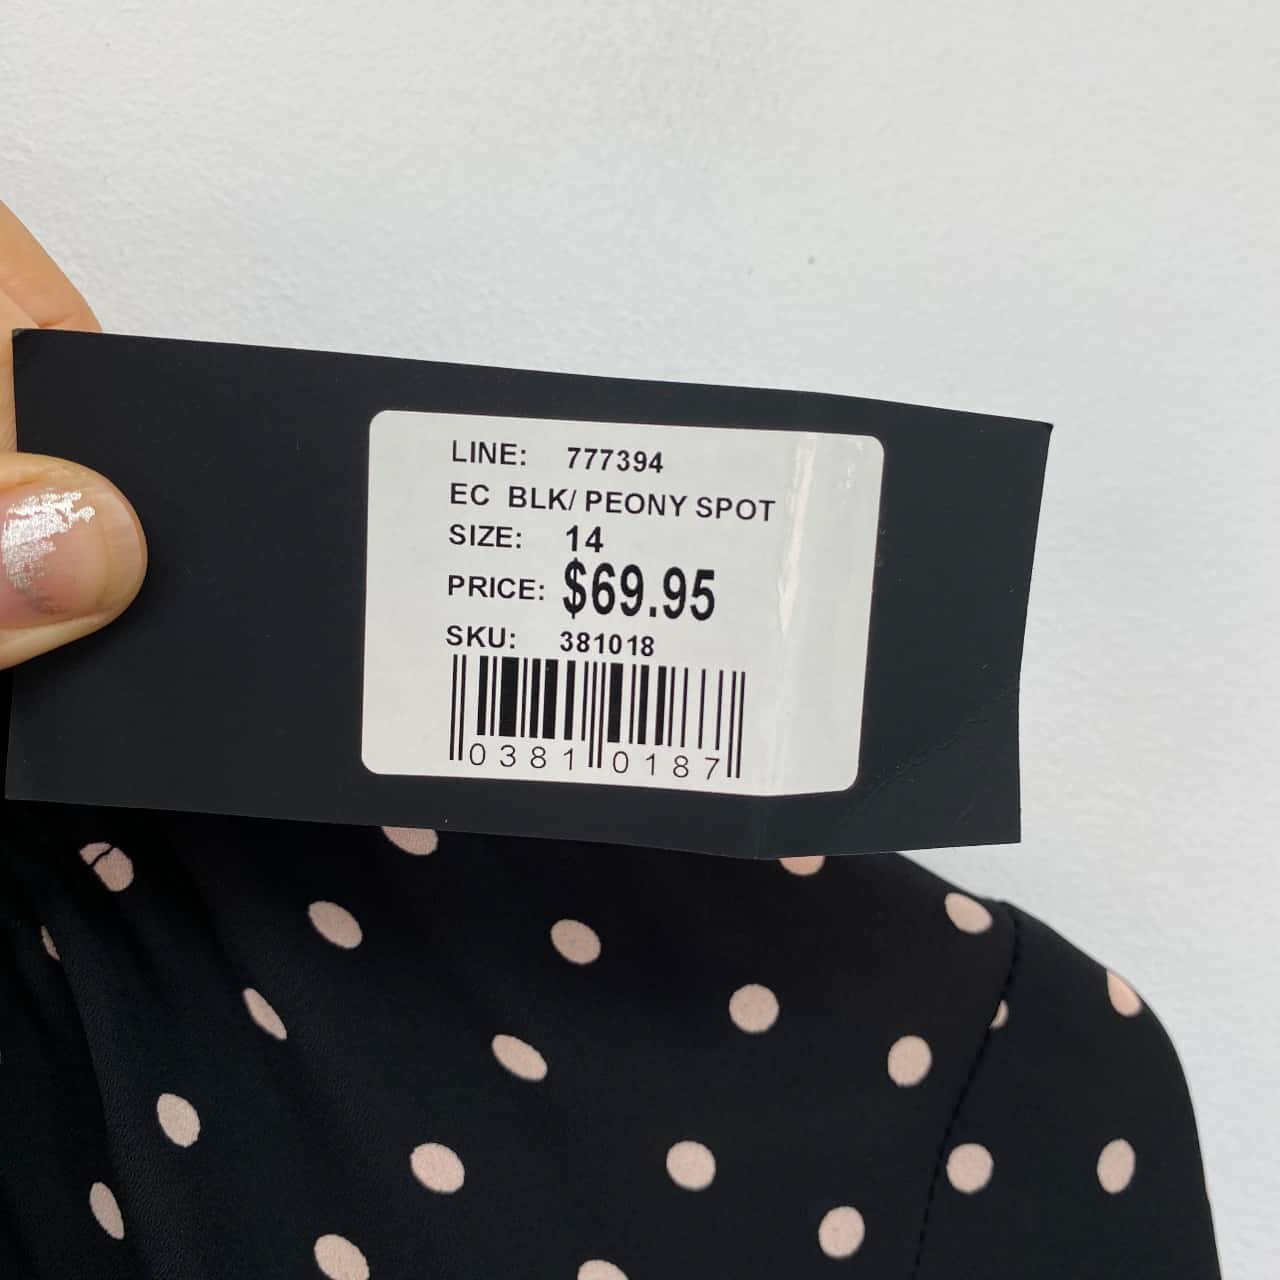 LINE: 777394
EC BLK/ PEONY SPOT
SIZE: 14
PRICE: $69.95
SKU: 381018
0381 0187